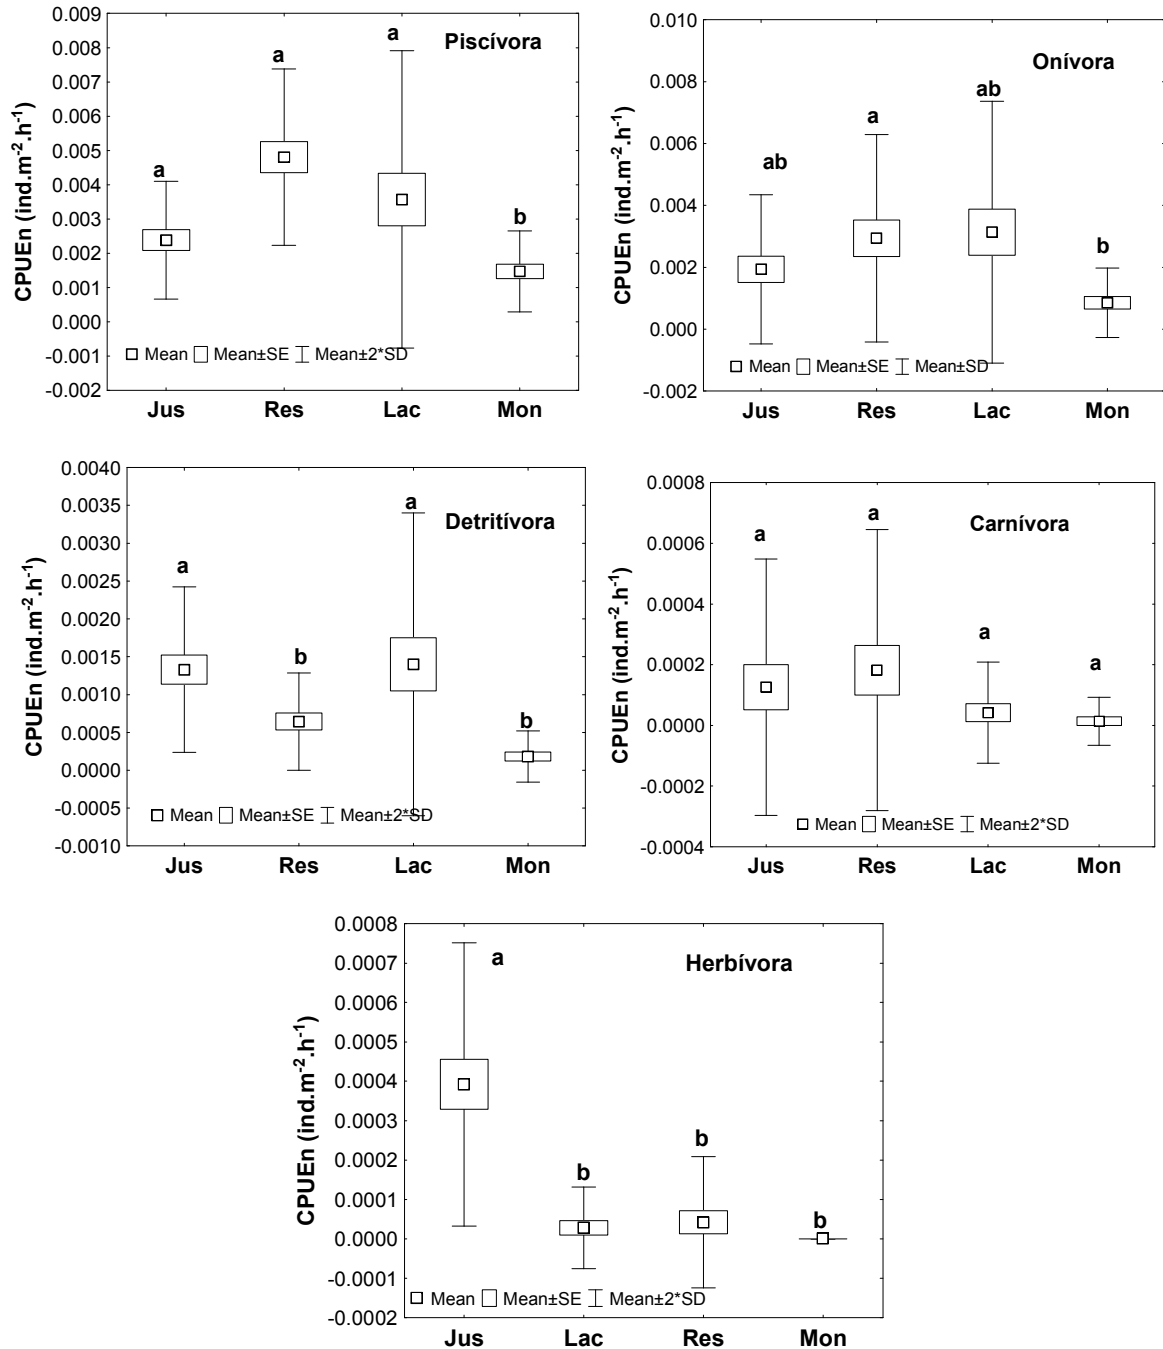 Piscívora
CPUEn (ind.m⁻².h⁻¹)
0.009
0.008
0.007
0.006
0.005
0.004
0.003
0.002
0.001
0.000
-0.001
-0.002
a
a
a
b
Mean Mean±SE Mean±2*SD
Jus Res Lac Mon
Onívora
CPUEn (ind.m⁻².h⁻¹)
0.010
0.008
0.006
0.004
0.002
0.000
-0.002
ab
a
ab
b
Mean Mean±SE Mean±SD
Jus Res Lac Mon
Detritívora
CPUEn (ind.m⁻².h⁻¹)
0.0040
0.0035
0.0030
0.0025
0.0020
0.0015
0.0010
0.0005
0.0000
-0.0005
-0.0010
a
b
a
b
Mean Mean±SE Mean±2*SD
Jus Res Lac Mon
Carnívora
CPUEn (ind.m⁻².h⁻¹)
0.0008
0.0006
0.0004
0.0002
0.0000
-0.0002
-0.0004
a
a
a
a
Mean Mean±SE Mean±2*SD
Jus Res Lac Mon
Herbívora
CPUEn (ind.m⁻².h⁻¹)
0.0008
0.0007
0.0006
0.0005
0.0004
0.0003
0.0002
0.0001
0.0000
-0.0001
-0.0002
a
b
b
b
Mean Mean±SE Mean±2*SD
Jus Lac Res Mon